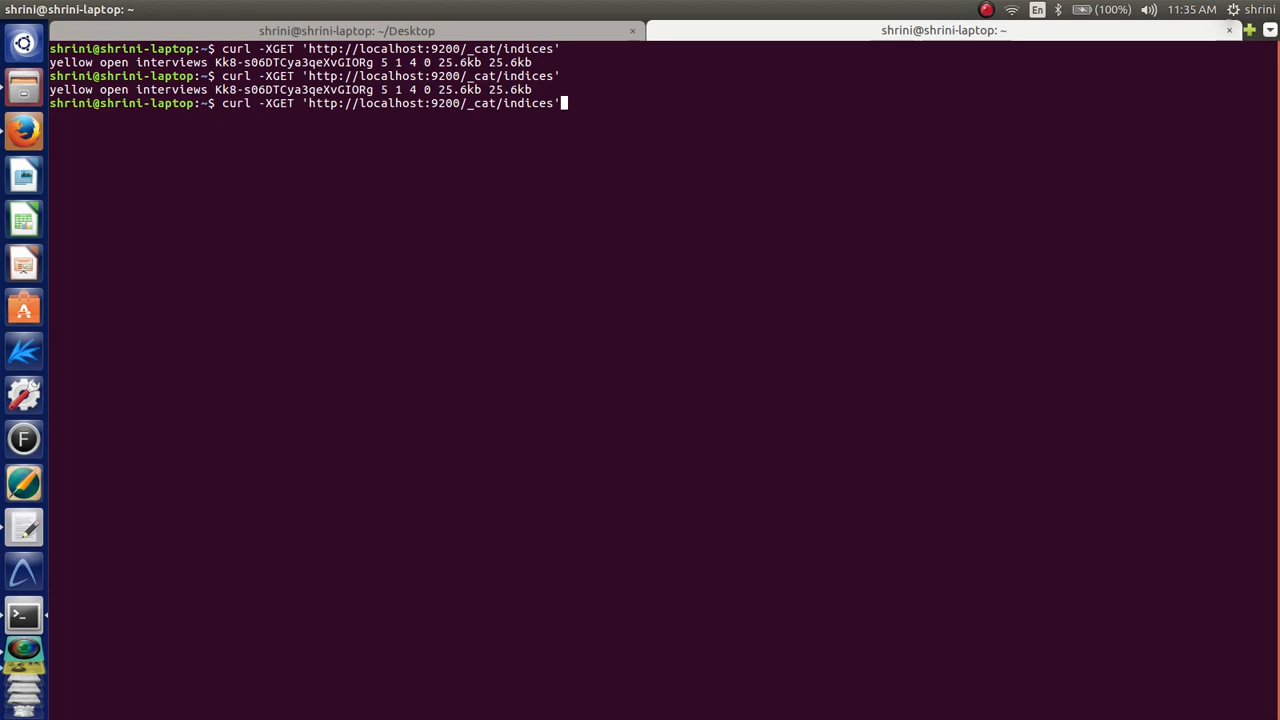 shrini@shrini-laptop: ~
En
(100%)
11:35 AM
shrini
shrini@shrini-laptop: ~/Desktop
×
shrini@shrini-laptop: ~
×
shrini@shrini-laptop:~$ curl -XGET 'http://localhost:9200/_cat/indices'
yellow open interviews Kk8-s06DTCya3qeXvGIORg 5 1 4 0 25.6kb 25.6kb
shrini@shrini-laptop:~$ curl -XGET 'http://localhost:9200/_cat/indices'
yellow open interviews Kk8-s06DTCya3qeXvGIORg 5 1 4 0 25.6kb 25.6kb
shrini@shrini-laptop:~$ curl -XGET 'http://localhost:9200/_cat/indices'